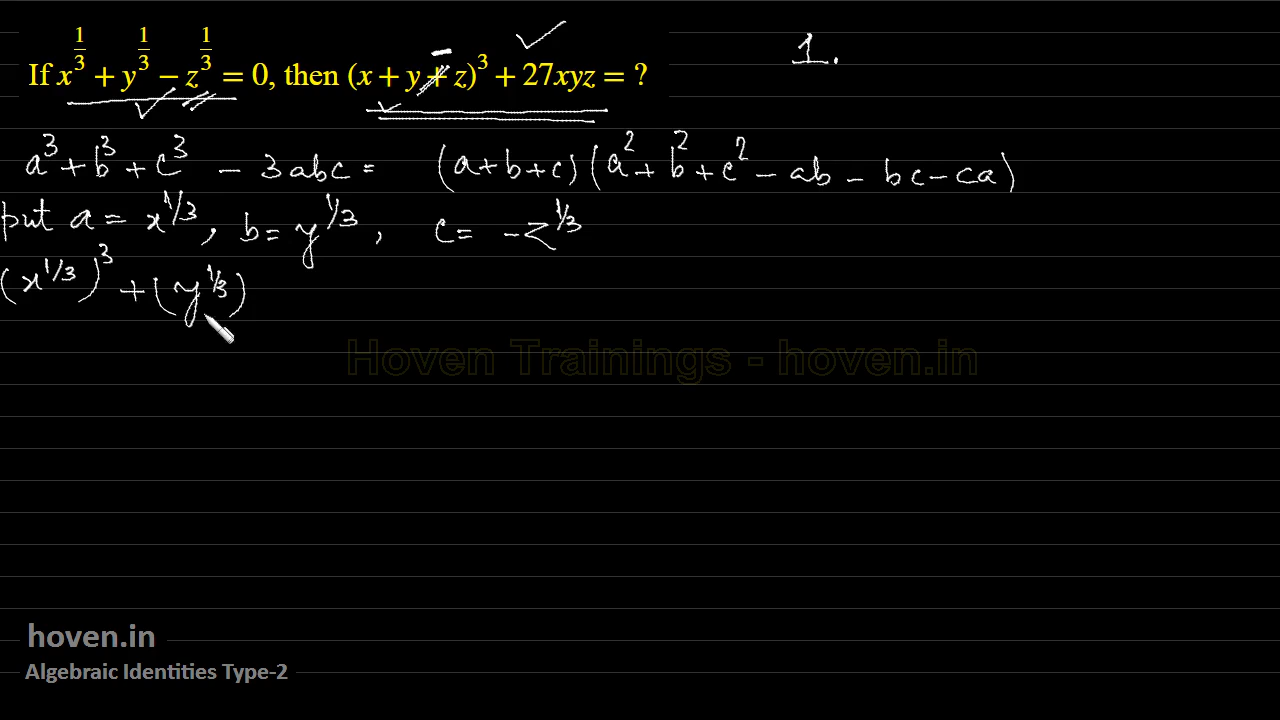 If x^{1/3} + y^{1/3} − z^{1/3} = 0, then (x + y + z)^3 + 27xyz = ?
1.
−
a^3 + b^3 + c^3 − 3abc = (a+b+c)(a^2 + b^2 + c^2 − ab − bc − ca)
put a = x^{1/3}, b = y^{1/3}, c = −z^{1/3}
(x^{1/3})^3 + (y^{1/3})
Hoven Trainings - hoven.in
hoven.in
Algebraic Identities Type-2